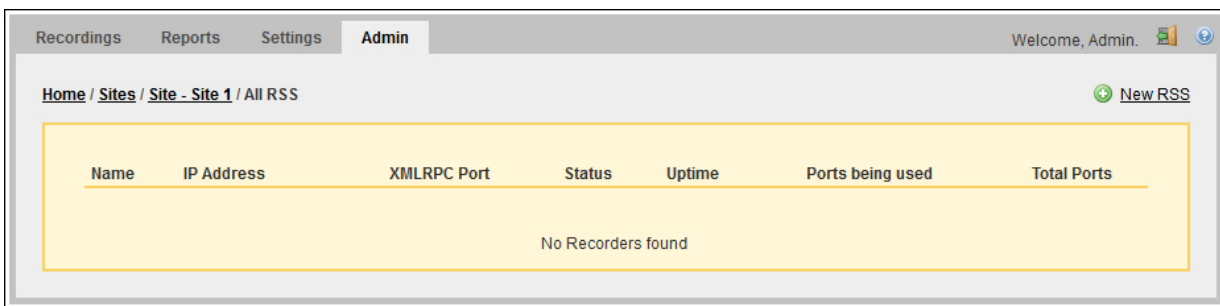 Recordings Reports Settings Admin Welcome, Admin.
Home / Sites / Site - Site 1 / All RSS New RSS
Name IP Address XMLRPC Port Status Uptime Ports being used Total Ports
No Recorders found